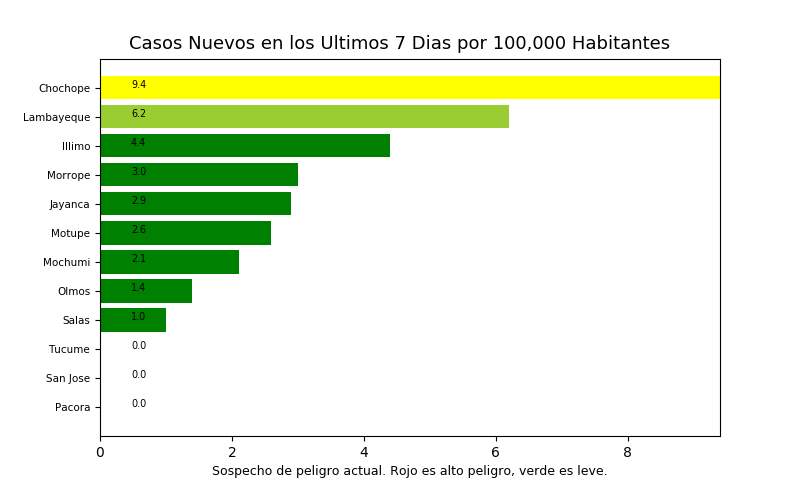 Casos Nuevos en los Ultimos 7 Dias por 100,000 Habitantes
Chochope 9.4
Lambayeque 6.2
Illimo 4.4
Morrope 3.0
Jayanca 2.9
Motupe 2.6
Mochumi 2.1
Olmos 1.4
Salas 1.0
Tucume 0.0
San Jose 0.0
Pacora 0.0
0 2 4 6 8
Sospecho de peligro actual. Rojo es alto peligro, verde es leve.